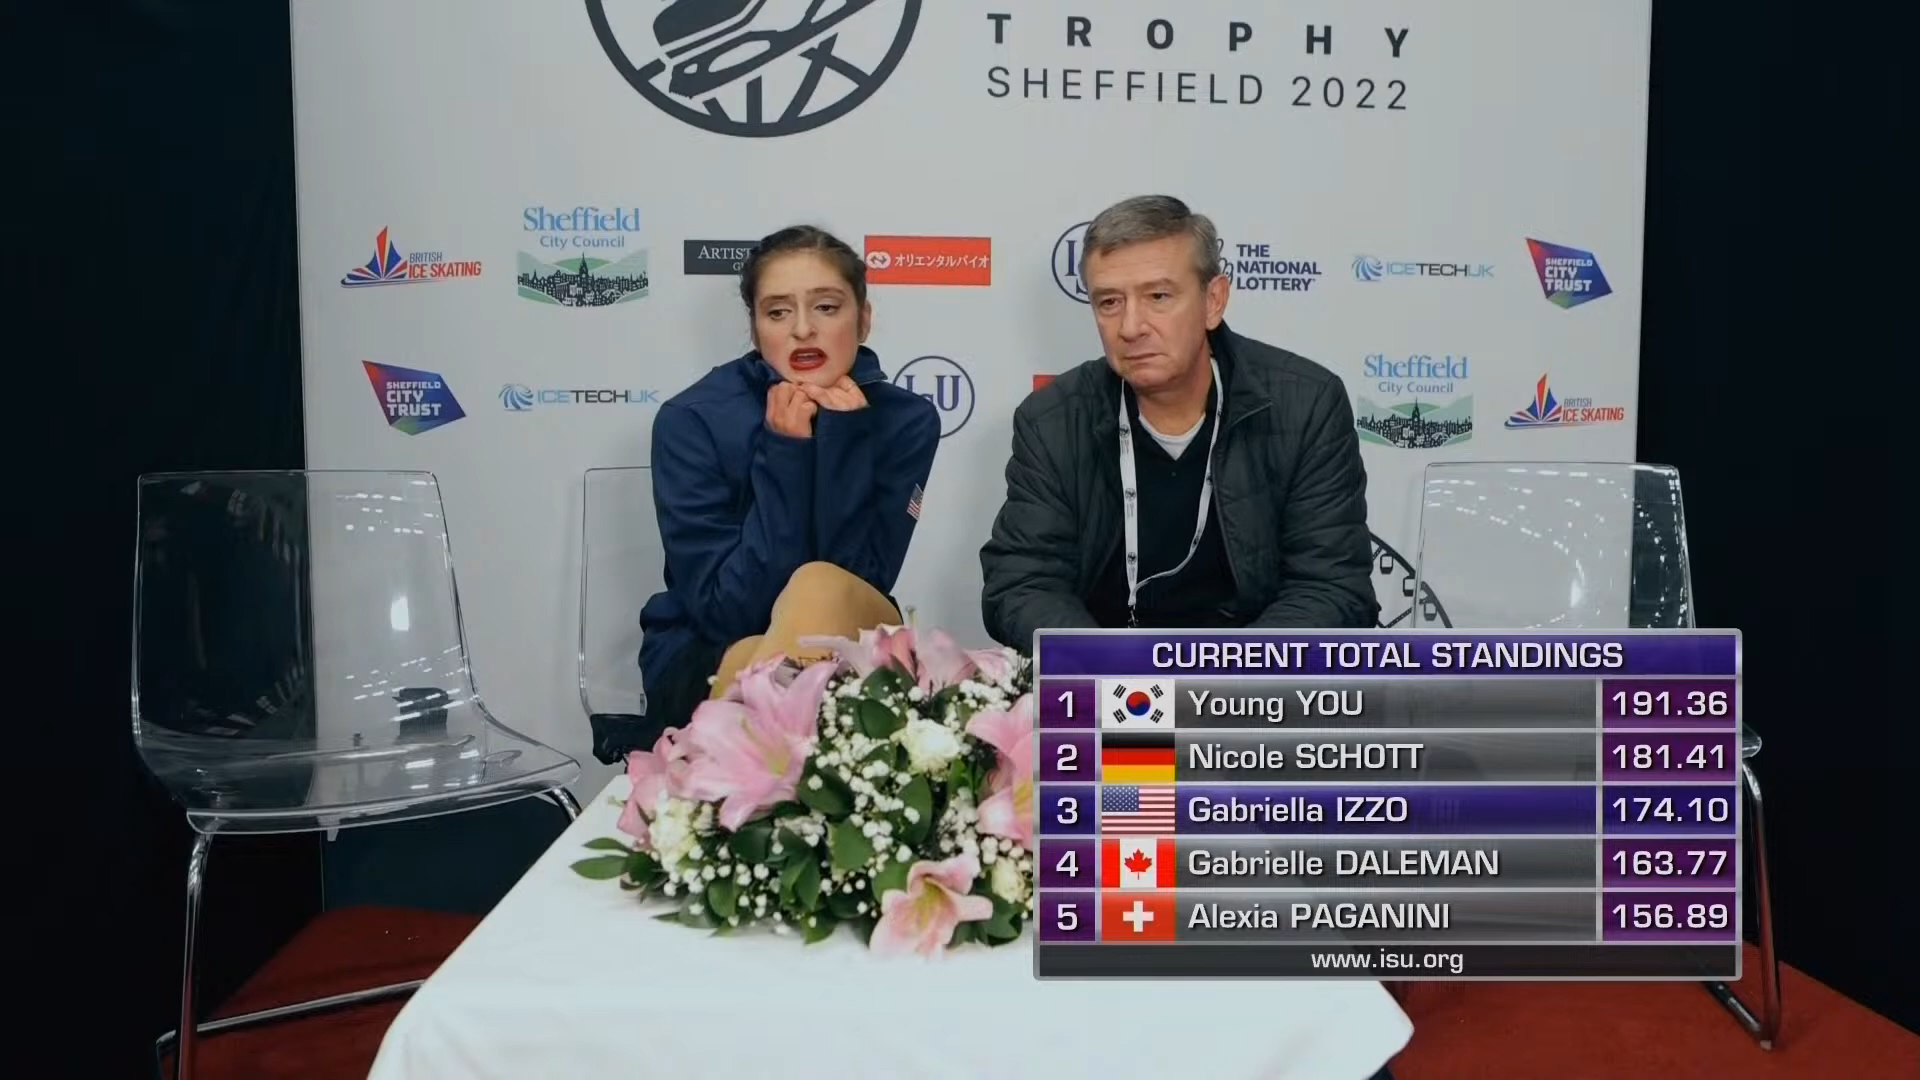 TROPHY
SHEFFIELD 2022
BRITISH
ICE SKATING
Sheffield
City Council
ARTIST
オリエンタルバイオ
THE
NATIONAL
LOTTERY
ICETECHUK
SHEFFIELD
CITY
TRUST
SHEFFIELD
CITY
TRUST
ICETECHUK
ISU
Sheffield
City Council
BRITISH
ICE SKATING
CURRENT TOTAL STANDINGS
1 Young YOU 191.36
2 Nicole SCHOTT 181.41
3 Gabriella IZZO 174.10
4 Gabrielle DALEMAN 163.77
5 Alexia PAGANINI 156.89
www.isu.org